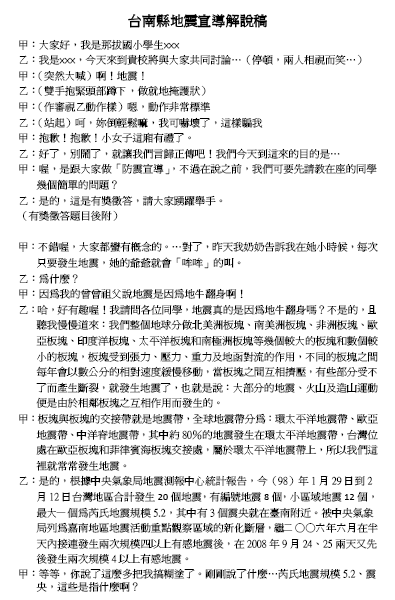 台南縣地震宣導解說稿
甲：大家好，我是那拔國小學生xxx
乙：我是xxx，今天來到貴校將與大家共同討論…（停頓，兩人相視而笑…）
甲：（突然大喊）啊！地震！
乙：（雙手抱緊頭部蹲下，做就地掩護狀）
甲：（作審視乙動作樣）嗯，動作非常標準
乙：（站起）呵，妳倒輕鬆嘛，我可嚇壞了，這樣騙我
甲：抱歉！抱歉！小女子這廂有禮了。
乙：好了，別鬧了，就讓我們言歸正傳吧！我們今天到這來的目的是…
甲：喔，是跟大家做「防震宣導」，不過在說之前，我們可要先請教在座的同學
幾個簡單的問題？
乙：是的，這是有獎徵答，請大家踴躍舉手。
（有獎徵答題目後附）
甲：不錯喔，大家都蠻有概念的。…對了，昨天我奶奶告訴我在她小時候，每次
只要發生地震，她的爺爺就會「哞哞」的叫。
乙：為什麼？
甲：因為我的曾曾祖父說地震是因為地牛翻身啊！
乙：哈，好有趣喔！我請問各位同學，地震真的是因為地牛翻身嗎？不是的，且
聽我慢慢道來：我們整個地球分做北美洲板塊、南美洲板塊、非洲板塊、歐
亞板塊、印度洋板塊、太平洋板塊和南極洲板塊等幾個較大的板塊和數個較
小的板塊，板塊受到張力、壓力、重力及地函對流的作用，不同的板塊之間
每年會以數公分的相對速度緩慢移動，當板塊之間互相擠壓，有些部分受不
了而產生斷裂，就發生地震了，也就是說：大部分的地震、火山及造山運動
便是由於相鄰板塊之互相作用而發生的。
甲：板塊與板塊的交接帶就是地震帶，全球地震帶分為：環太平洋地震帶、歐亞
地震帶、中洋脊地震帶，其中約 80%的地震發生在環太平洋地震帶，台灣位
處在歐亞板塊和菲律賓海板塊交接處，屬於環太平洋地震帶上，所以我們這
裡就常常發生地震。
乙：是的，根據中央氣象局地震測報中心統計報告，今（98）年 1 月 29 日到 2
月 12 日台灣地區合計發生 20 個地震，有編號地震 8 個，小區域地震 12 個，
最大一個為芮氏地震規模 5.2，其中有 3 個震央就在臺南附近。被中央氣象
局列為嘉南地區地震活動重點觀察區域的新化斷層，繼二〇〇六年六月在半
天內接連發生兩次規模四以上有感地震後，在 2008 年 9 月 24、25 兩天又先
後發生兩次規模 4 以上有感地震。
甲：等等，你說了這麼多把我搞糊塗了。剛剛說了什麼…芮氏地震規模 5.2、震
央，這些是指什麼啊？